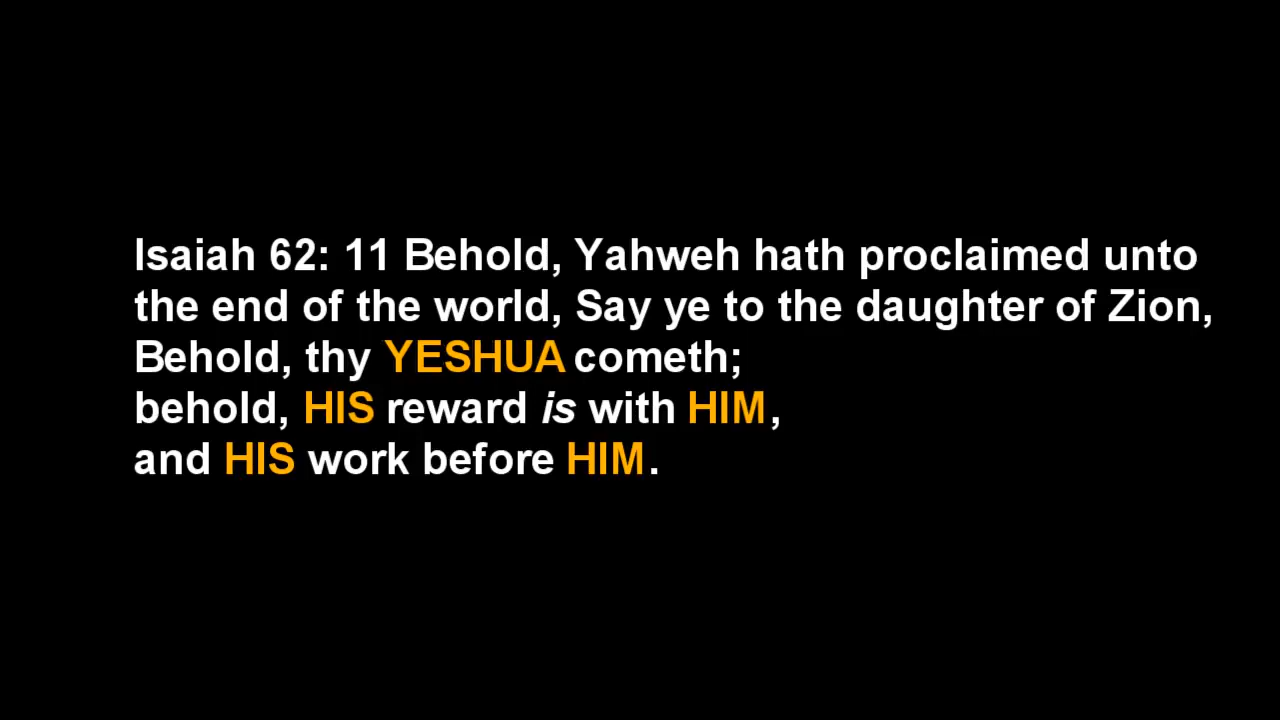 Isaiah 62: 11 Behold, Yahweh hath proclaimed unto
the end of the world, Say ye to the daughter of Zion,
Behold, thy YESHUA cometh;
behold, HIS reward is with HIM,
and HIS work before HIM.